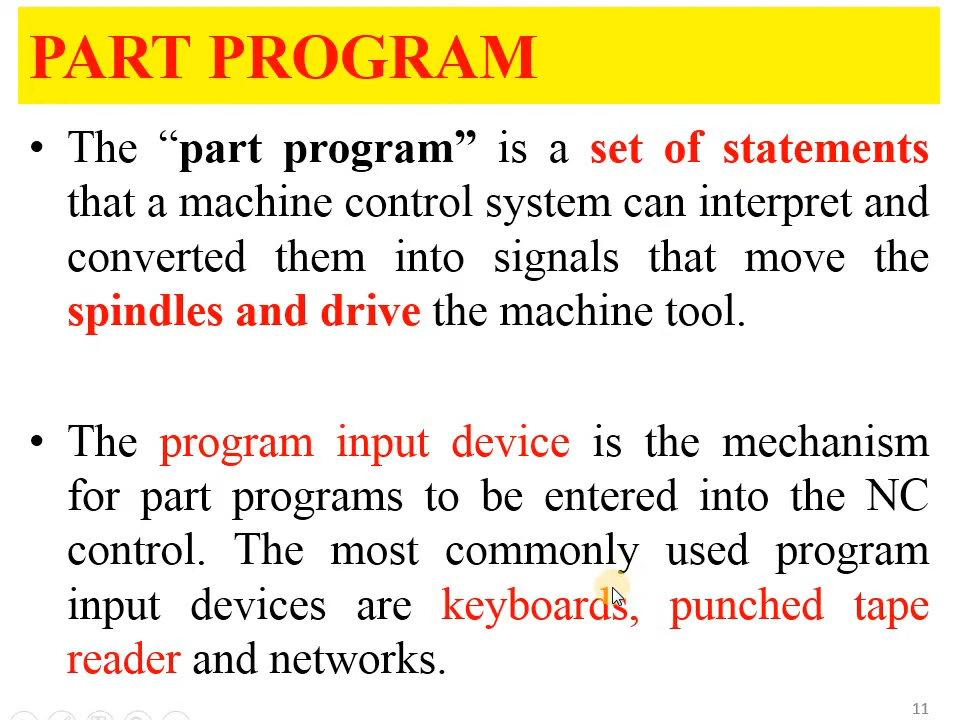 PART PROGRAM
• The “part program” is a set of statements
that a machine control system can interpret and
converted them into signals that move the
spindles and drive the machine tool.
• The program input device is the mechanism
for part programs to be entered into the NC
control. The most commonly used program
input devices are keyboards, punched tape
reader and networks.
11